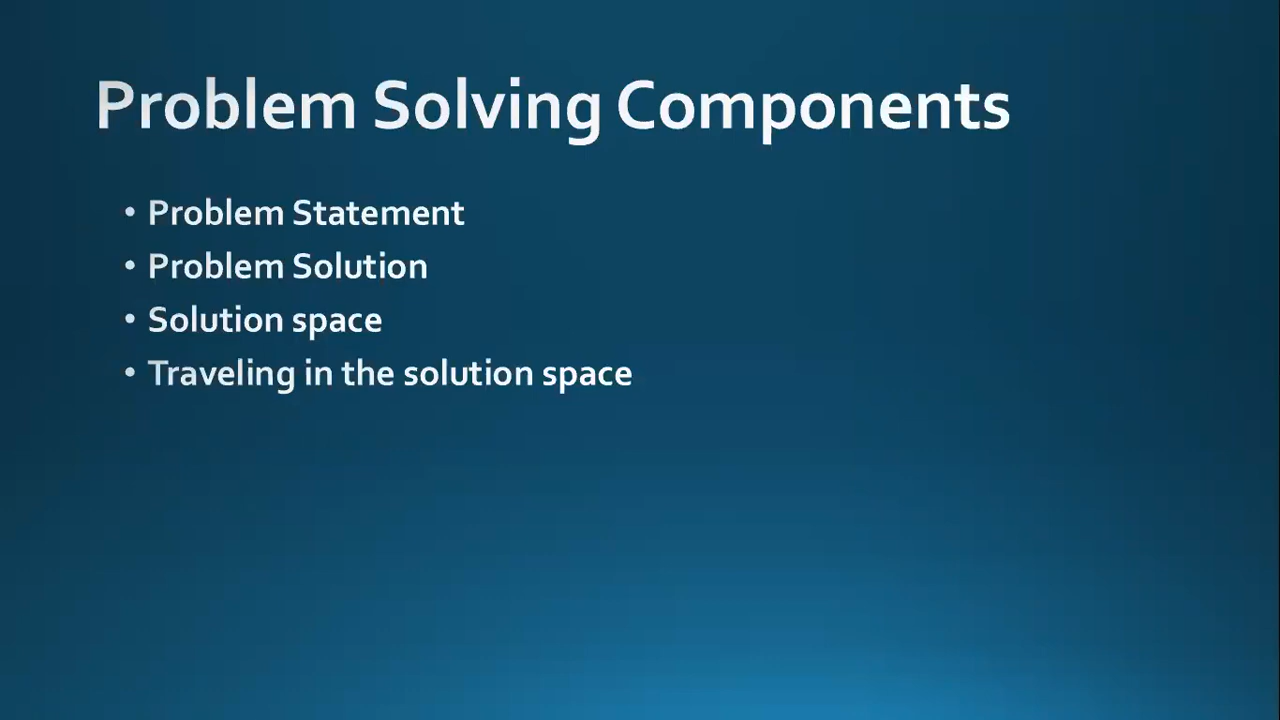 Problem Solving Components
• Problem Statement
• Problem Solution
• Solution space
• Traveling in the solution space